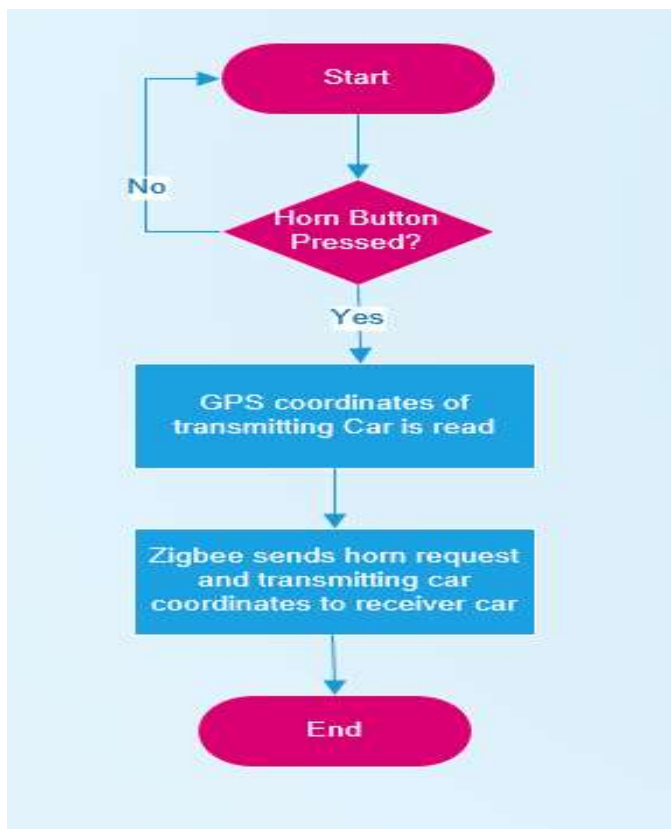 Start
No
Horn Button
Pressed?
Yes
GPS coordinates of
transmitting Car is read
Zigbee sends horn request
and transmitting car
coordinates to receiver car
End